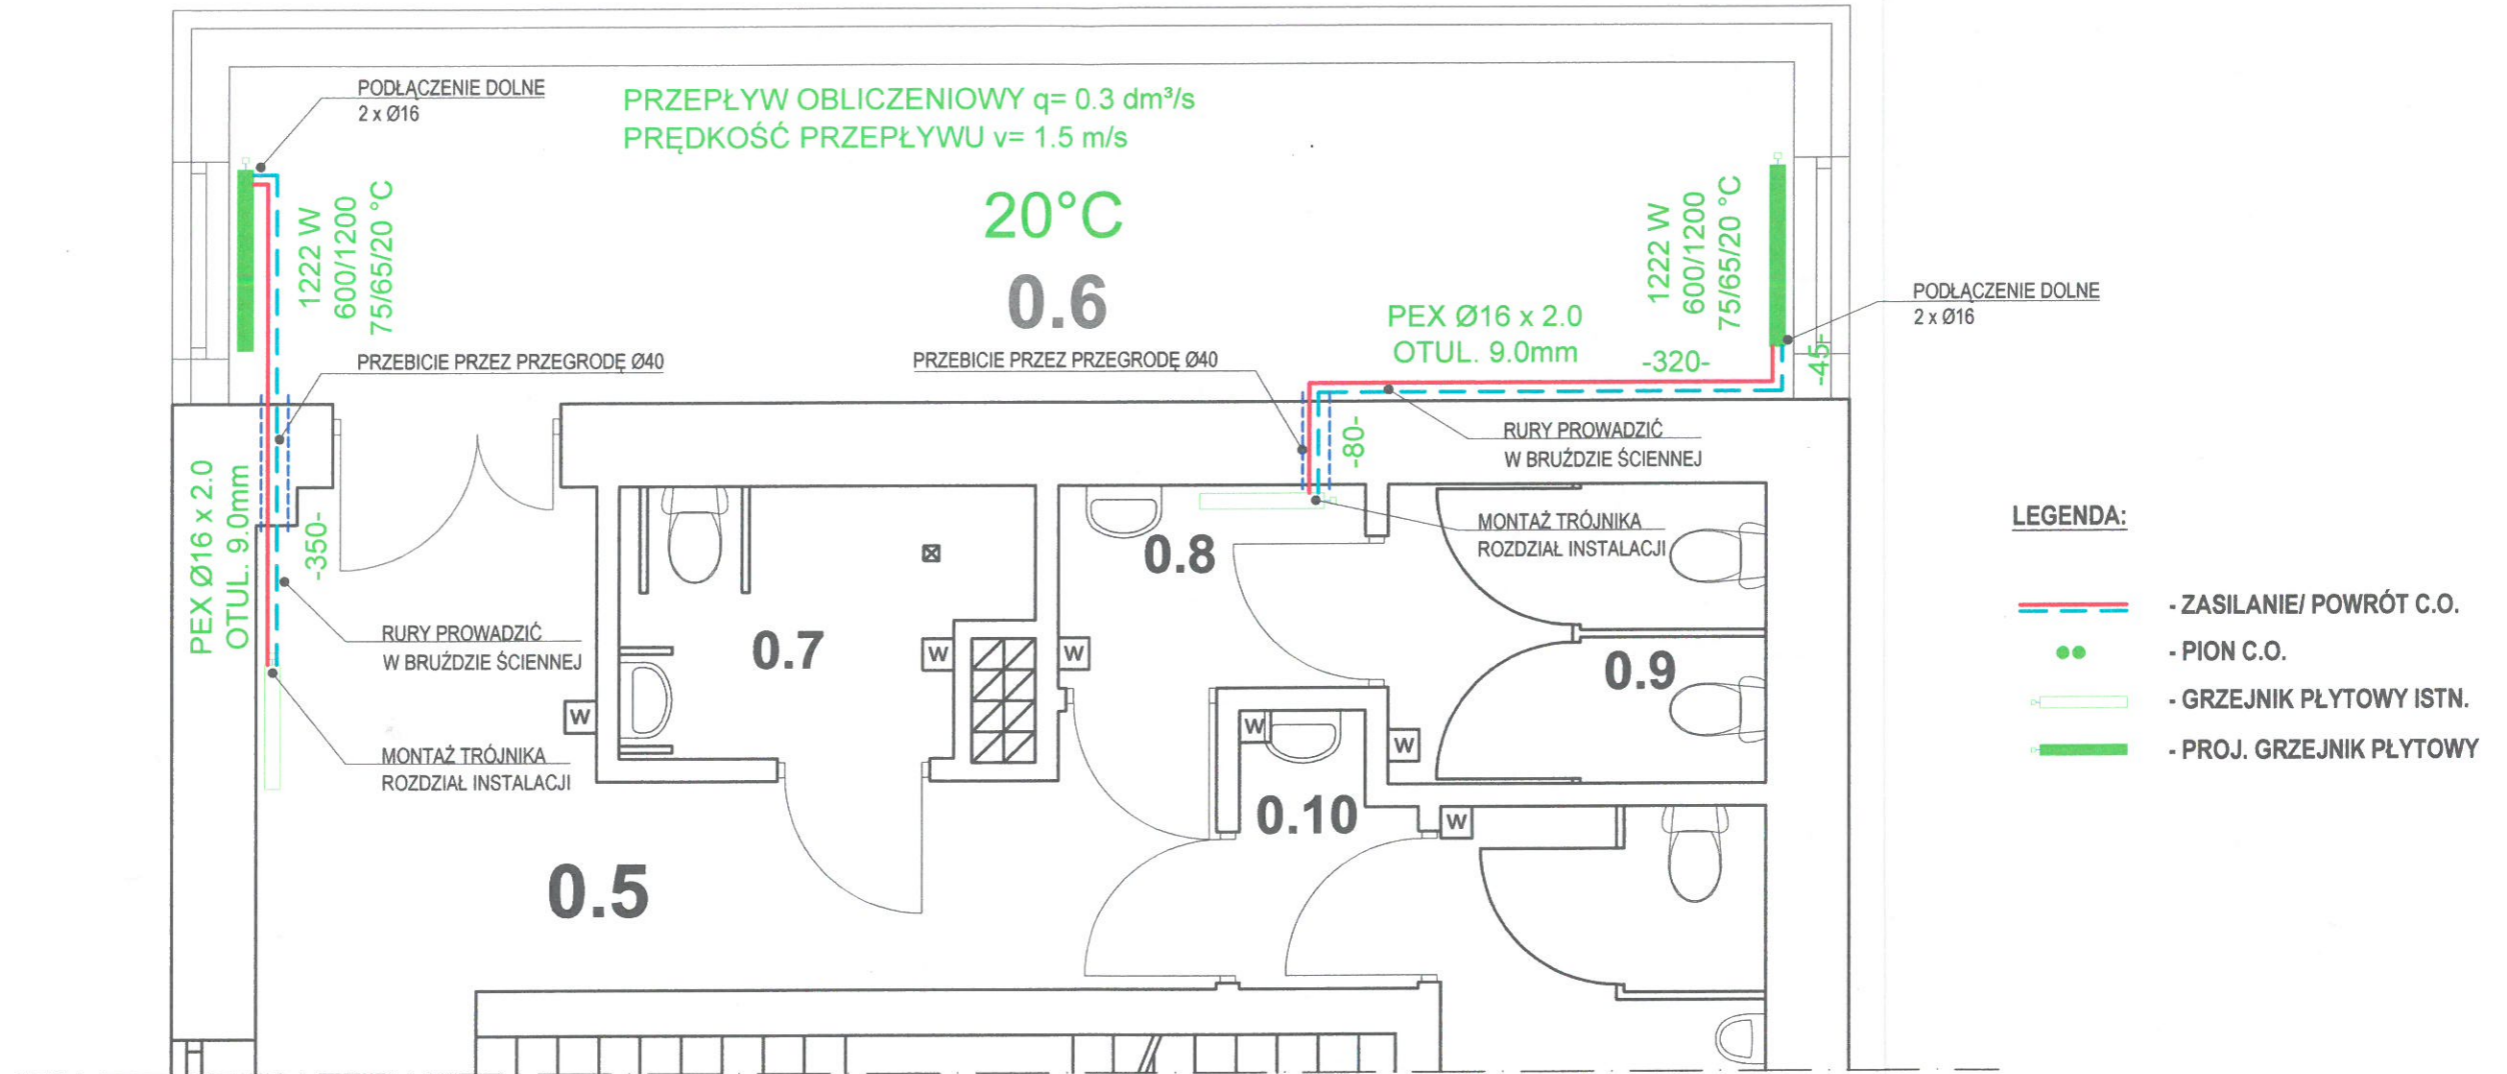 PODŁĄCZENIE DOLNE
2 x Ø16
PRZEPŁYW OBLICZENIOWY q= 0.3 dm³/s
PRĘDKOŚĆ PRZEPŁYWU v= 1.5 m/s
20°C
0.6
1222 W
600/1200
75/65/20 °C
1222 W
600/1200
75/65/20 °C
PODŁĄCZENIE DOLNE
2 x Ø16
PEX Ø16 x 2.0
OTUL. 9.0mm
-320-
-45-
PRZEBICIE PRZEZ PRZEGRODĘ Ø40
PRZEBICIE PRZEZ PRZEGRODĘ Ø40
-80-
RURY PROWADZIĆ
W BRUŹDZIE ŚCIENNEJ
PEX Ø16 x 2.0
OTUL. 9.0mm
-350-
MONTAŻ TRÓJNIKA
ROZDZIAŁ INSTALACJI
0.8
0.7
W
W
0.9
RURY PROWADZIĆ
W BRUŹDZIE ŚCIENNEJ
W
W
W
MONTAŻ TRÓJNIKA
ROZDZIAŁ INSTALACJI
0.10
W
0.5
LEGENDA:
- ZASILANIE/ POWRÓT C.O.
- PION C.O.
- GRZEJNIK PŁYTOWY ISTN.
- PROJ. GRZEJNIK PŁYTOWY